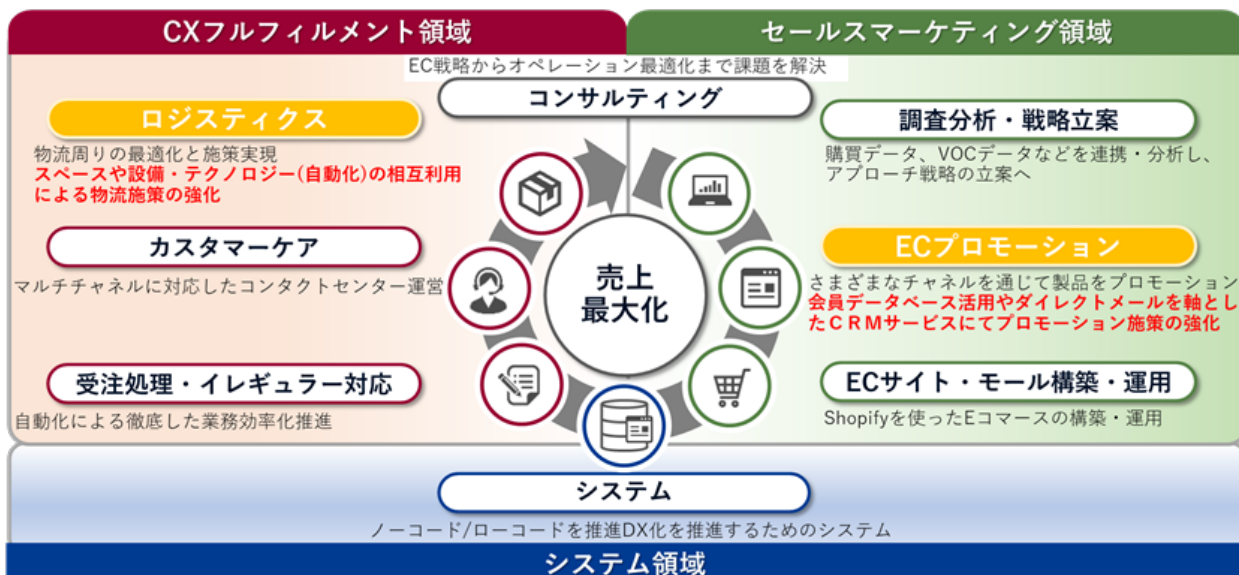 CXフルフィルメント領域
セールスマーケティング領域
EC戦略からオペレーション最適化まで課題を解決
コンサルティング
ロジスティクス
物流周りの最適化と施策実現
スペースや設備・テクノロジー(自動化)の相互利用
による物流施策の強化
カスタマーケア
マルチチャネルに対応したコンタクトセンター運営
受注処理・イレギュラー対応
自動化による徹底した業務効率化推進
売上
最大化
調査分析・戦略立案
購買データ、VOCデータなどを連携・分析し、
アプローチ戦略の立案へ
ECプロモーション
さまざまなチャネルを通じて製品をプロモーション
会員データベース活用やダイレクトメールを軸とし
たCRMサービスにてプロモーション施策の強化
ECサイト・モール構築・運用
Shopifyを使ったEコマースの構築・運用
システム
ノーコード/ローコードを推進DX化を推進するためのシステム
システム領域